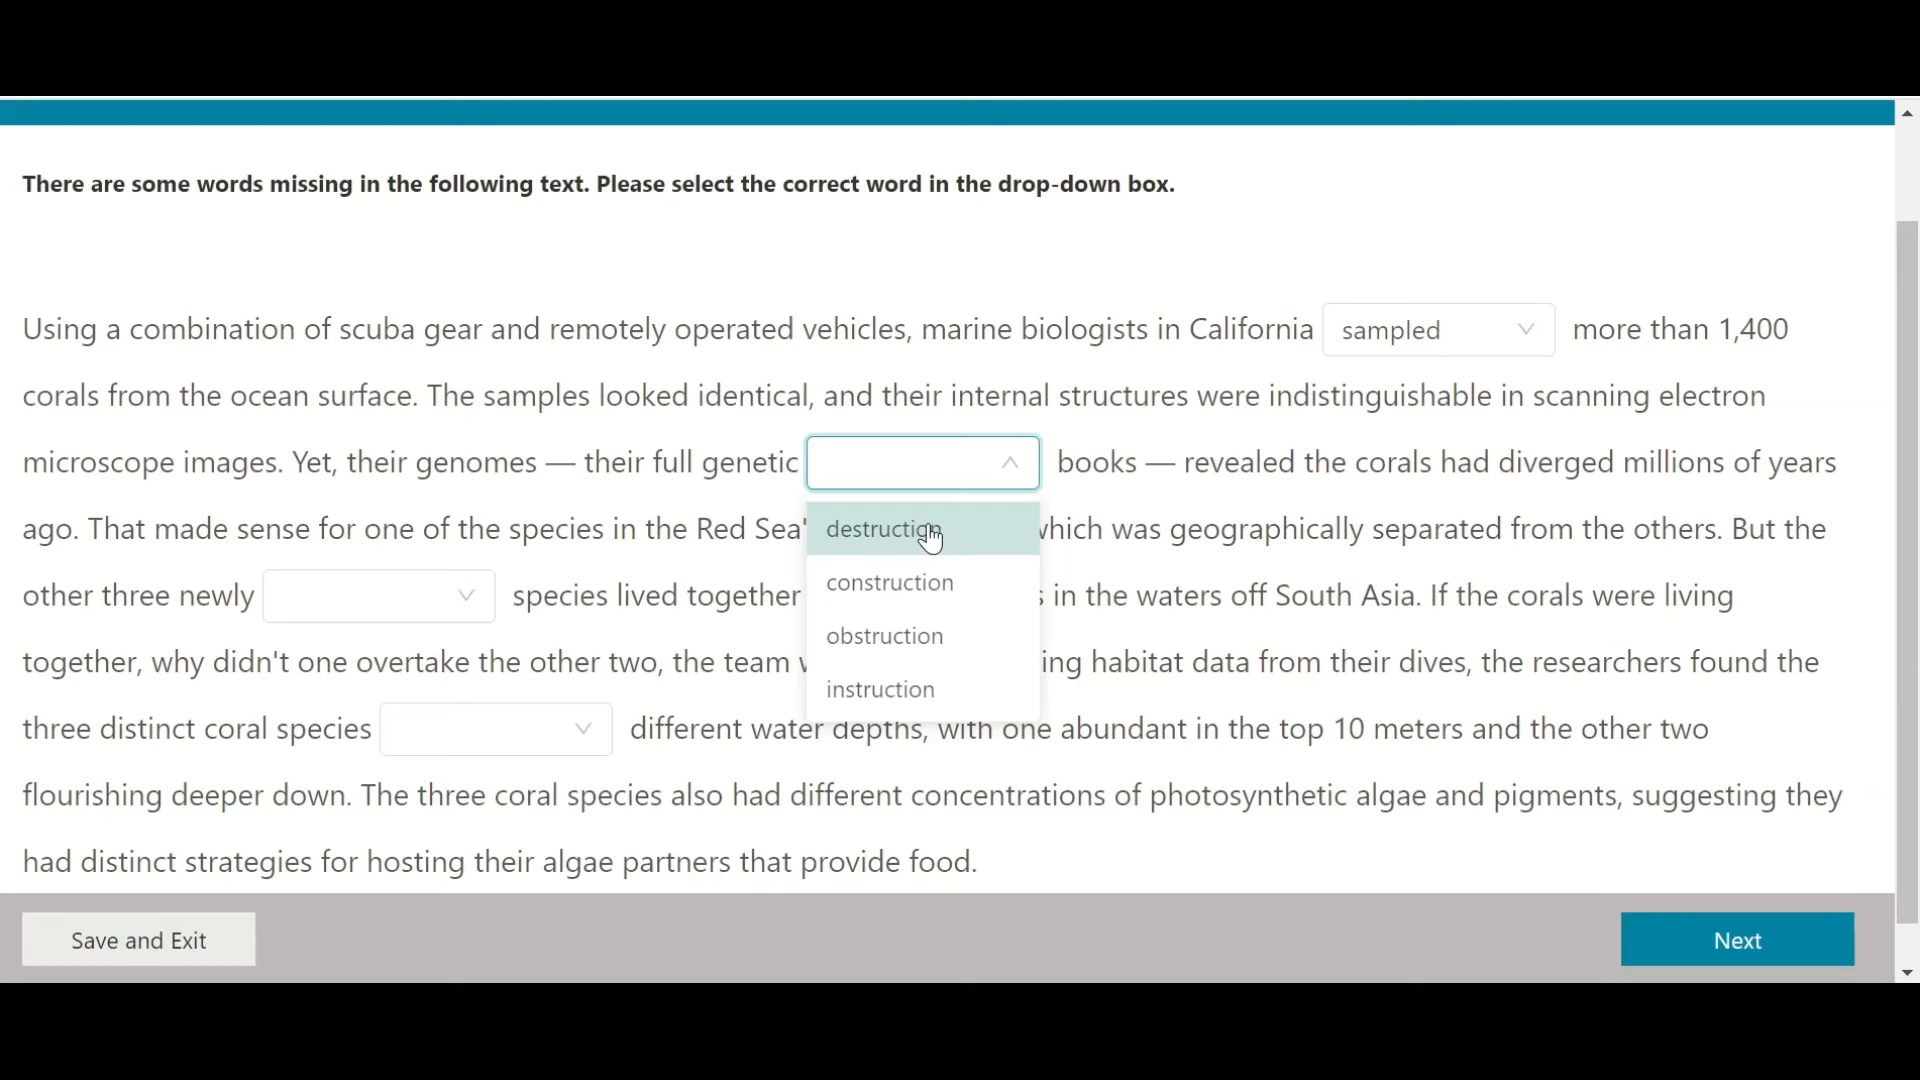 There are some words missing in the following text. Please select the correct word in the drop-down box.
Using a combination of scuba gear and remotely operated vehicles, marine biologists in California sampled more than 1,400
corals from the ocean surface. The samples looked identical, and their internal structures were indistinguishable in scanning electron
microscope images. Yet, their genomes — their full genetic books — revealed the corals had diverged millions of years
ago. That made sense for one of the species in the Red Sea' which was geographically separated from the others. But the
destruction
other three newly species lived together in the waters off South Asia. If the corals were living
construction
obstruction
together, why didn't one overtake the other two, the team habitat data from their dives, the researchers found the
instruction
three distinct coral species different water depths, with one abundant in the top 10 meters and the other two
flourishing deeper down. The three coral species also had different concentrations of photosynthetic algae and pigments, suggesting they
had distinct strategies for hosting their algae partners that provide food.
Save and Exit
Next